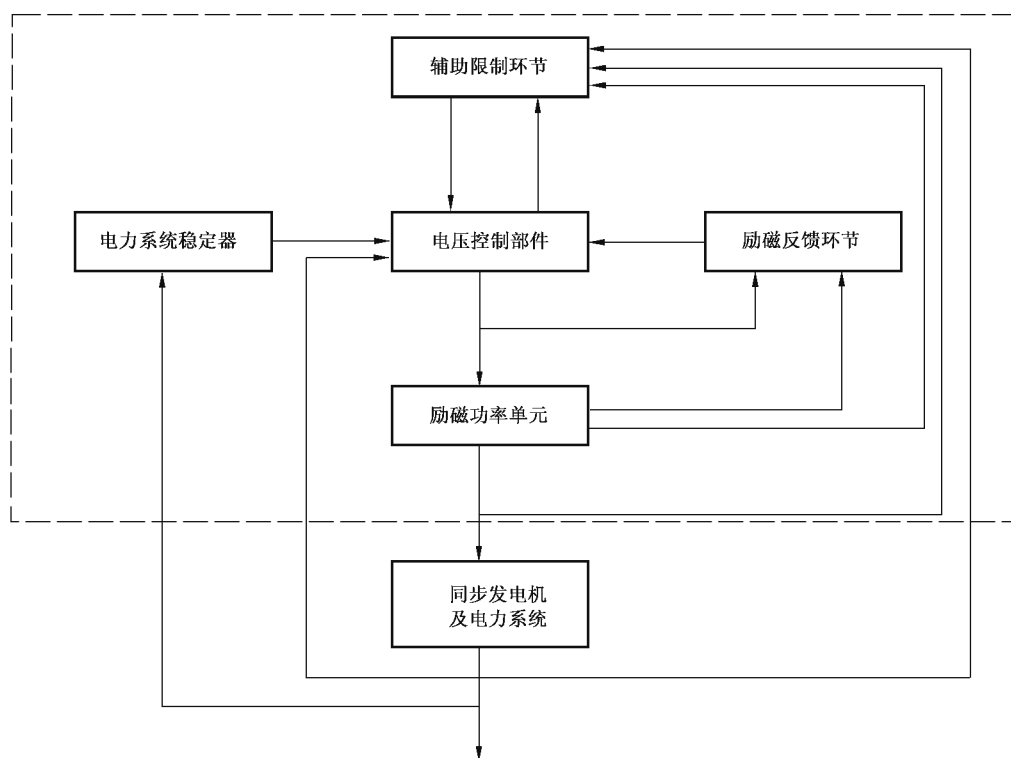 辅助限制环节
电力系统稳定器
电压控制部件
励磁反馈环节
励磁功率单元
同步发电机
及电力系统